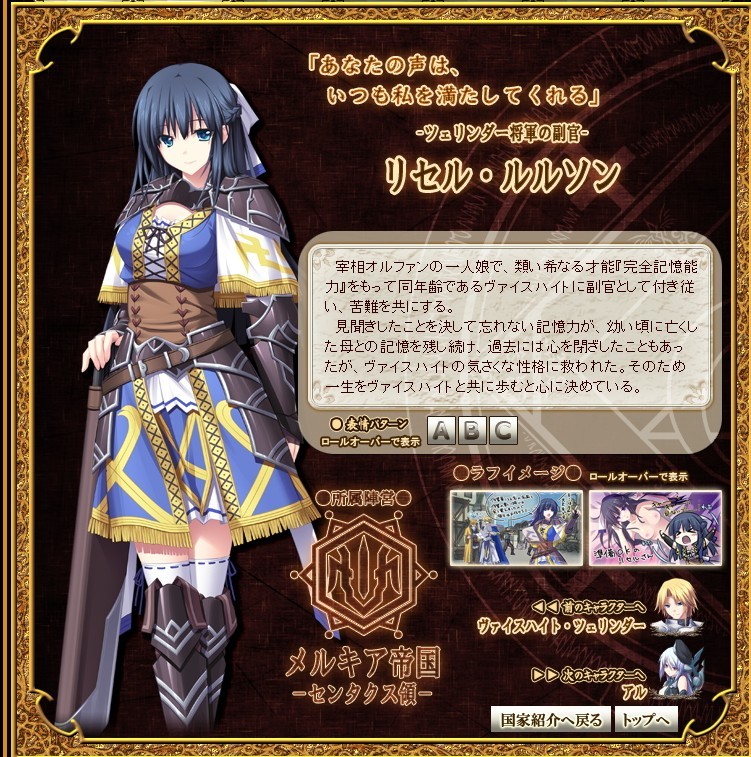 「あなたの声は、
いつも私を満たしてくれる」
-ツェリンダー将軍の副官-
リセル・ルルソン
宰相オルファンの一人娘で、類い希なる才能『完全記憶能
力』をもって同年齢であるヴァイスハイトに副官として付き従
い、苦難を共にする。
見聞きしたことを決して忘れない記憶力が、幼い頃に亡くし
た母との記憶を残し続け、過去には心を閉ざしたこともあっ
たが、ヴァイスハイトの気さくな性格に救われた。そのため
一生をヴァイスハイトと共に歩むと心に決めている。
●表情パターン
ロールオーバーで表示
A B C
○ラフイメージ○ ロールオーバーで表示
●所属陣営●
メルキア帝国
－センタクス領－
◀◀前のキャラクターへ
ヴァイスハイト・ツェリンダー
▶▶次のキャラクターへ
アル
国家紹介へ戻る トップへ